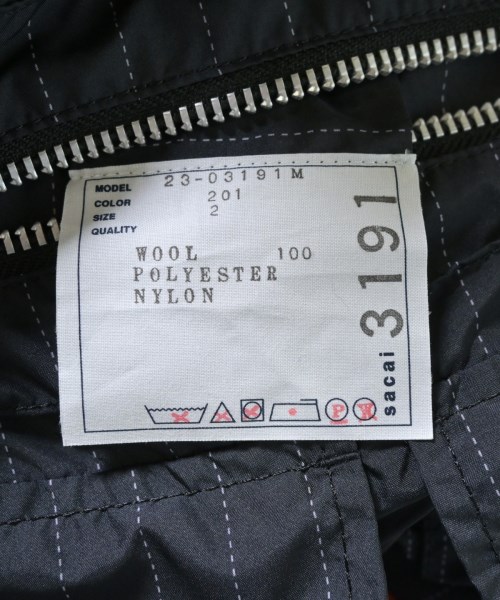 MODEL 23-03191M
COLOR 201
SIZE 2
QUALITY
WOOL 100
POLYESTER
NYLON
sacai 3191
P W